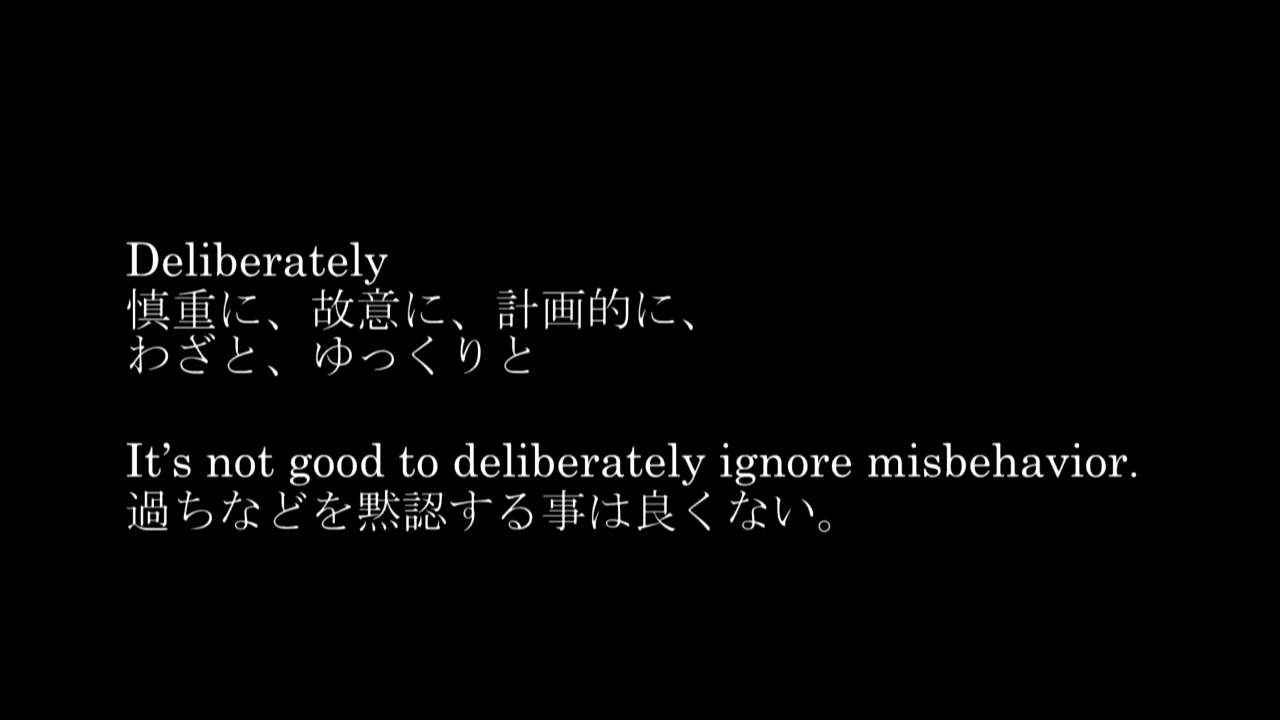 Deliberately
慎重に、故意に、計画的に、
わざと、ゆっくりと
It’s not good to deliberately ignore misbehavior.
過ちなどを黙認する事は良くない。